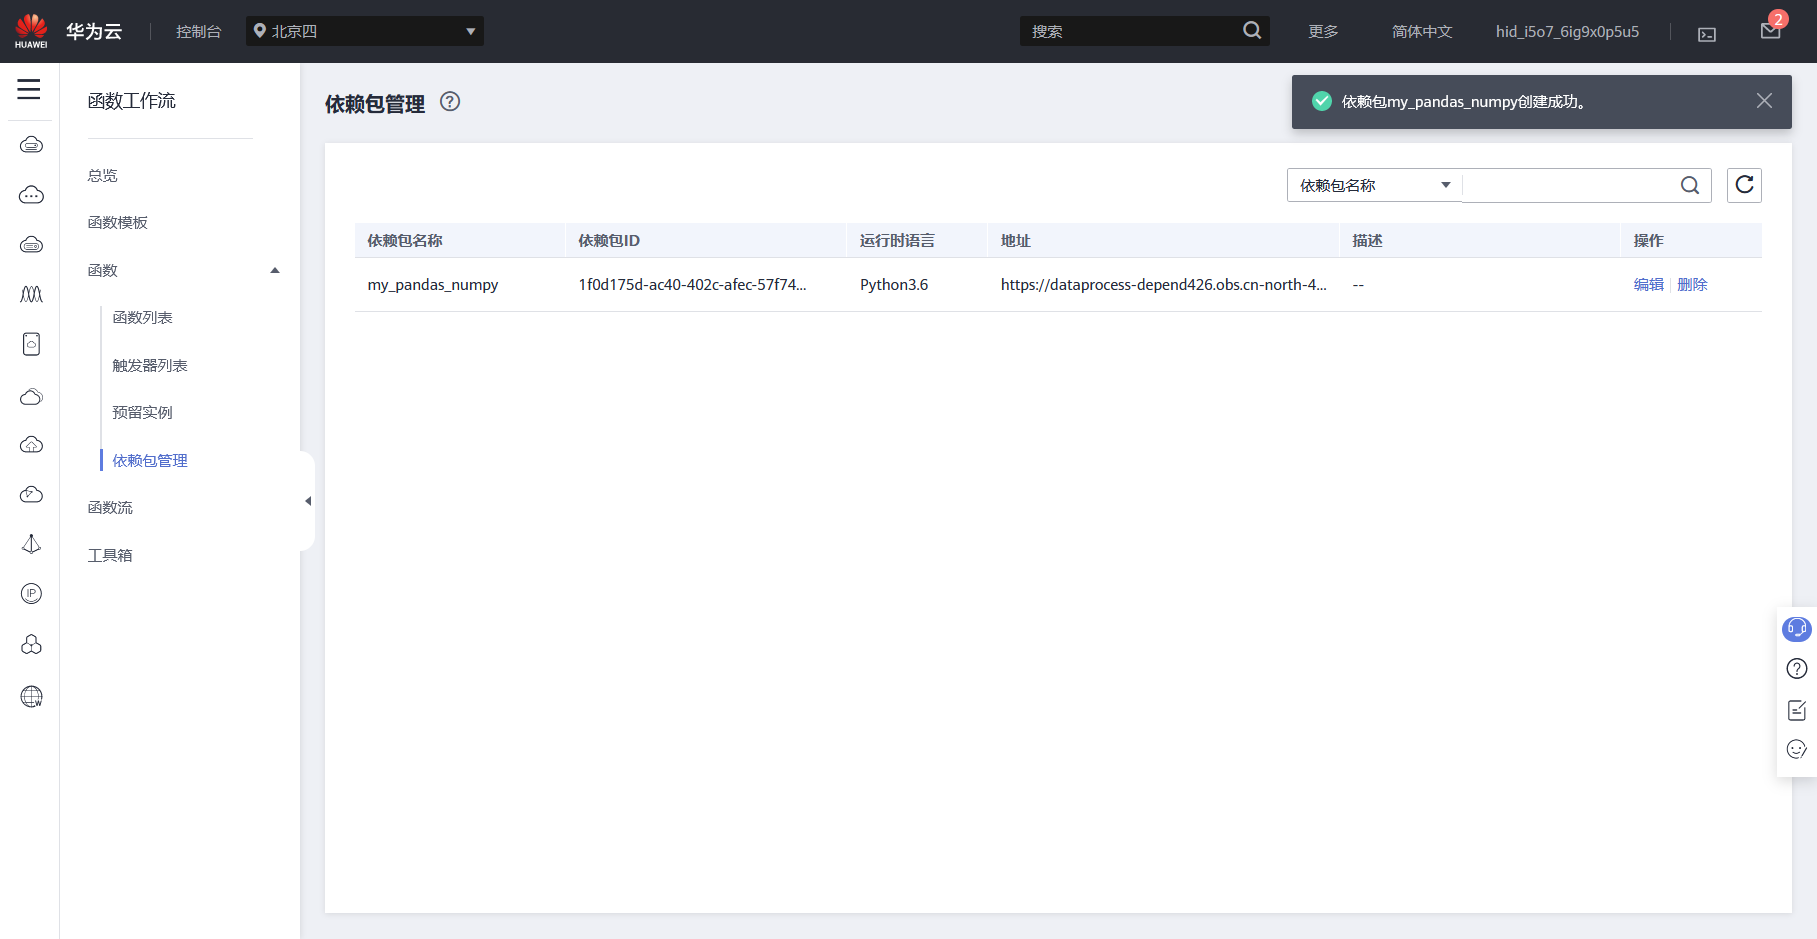 HUAWEI
华为云
控制台
北京四
搜索
更多
简体中文
hid_i5o7_6ig9x0p5u5
2
函数工作流
总览
函数模板
函数
函数列表
触发器列表
预留实例
依赖包管理
函数流
工具箱
依赖包管理
依赖包my_pandas_numpy创建成功。
依赖包名称
依赖包名称 依赖包ID 运行时语言 地址 描述 操作
my_pandas_numpy 1f0d175d-ac40-402c-afec-57f74... Python3.6 https://dataprocess-depend426.obs.cn-north-4... -- 编辑 删除
IP
W